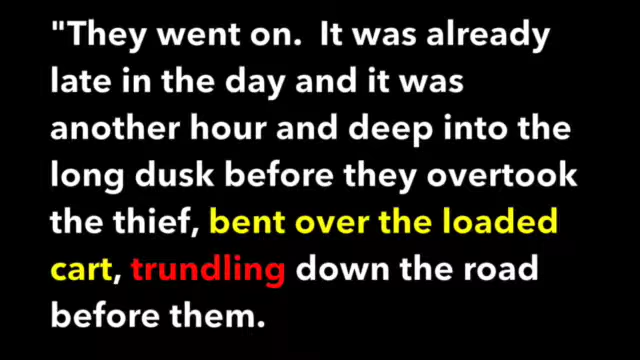 "They went on.  It was already
late in the day and it was
another hour and deep into the
long dusk before they overtook
the thief, bent over the loaded
cart, trundling down the road
before them.